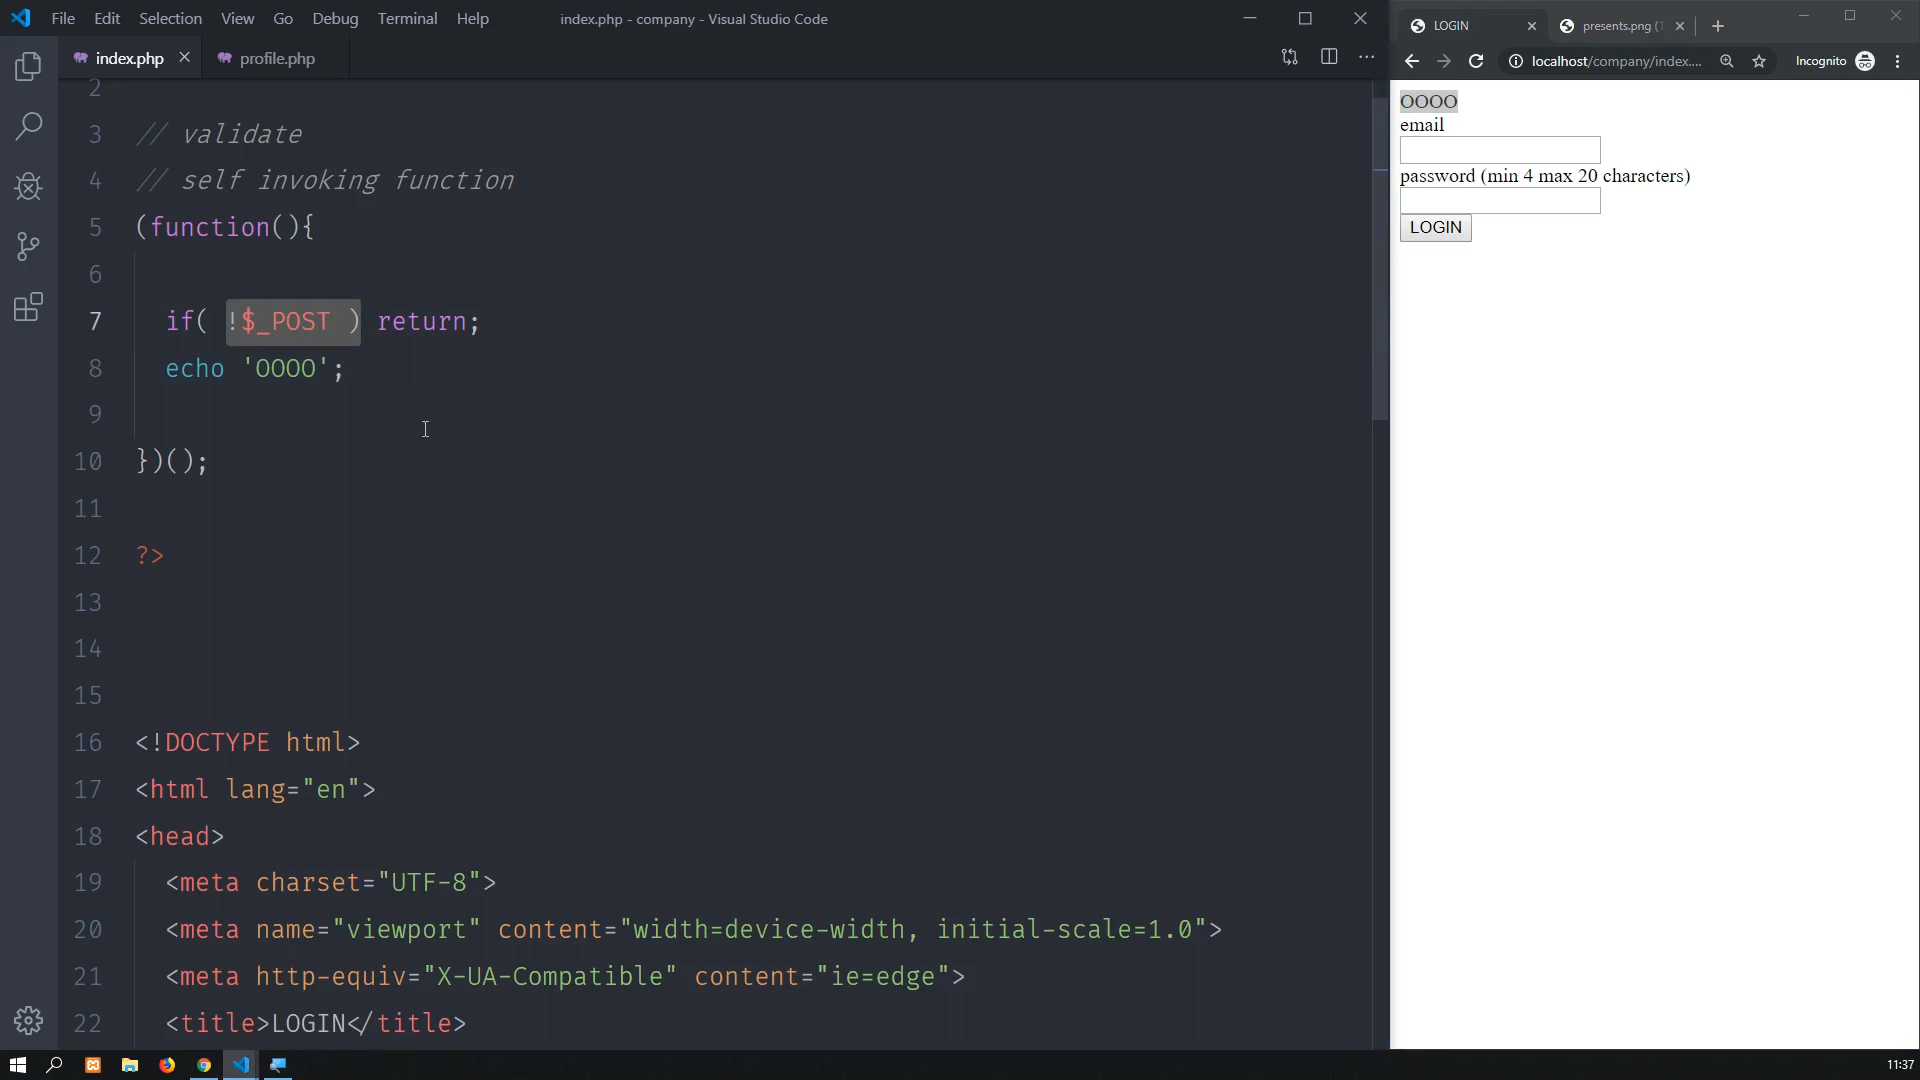 File Edit Selection View Go Debug Terminal Help
index.php - company - Visual Studio Code
index.php
profile.php
2
3 // validate
4 // self invoking function
5 (function(){
6
7 if( !$_POST ) return;
8 echo 'OOOO';
9
10 })();
11
12 ?>
13
14
15
16 <!DOCTYPE html>
17 <html lang="en">
18 <head>
19 <meta charset="UTF-8">
20 <meta name="viewport" content="width=device-width, initial-scale=1.0">
21 <meta http-equiv="X-UA-Compatible" content="ie=edge">
22 <title>LOGIN</title>
LOGIN
presents.png (
localhost/company/index....
Incognito
OOOO
email
password (min 4 max 20 characters)
LOGIN
11:37